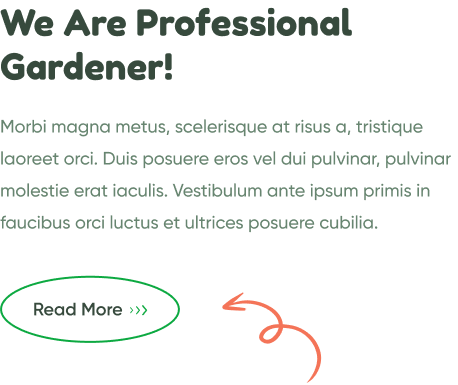 We Are Professional
Gardener!
Morbi magna metus, scelerisque at risus a, tristique
laoreet orci. Duis posuere eros vel dui pulvinar, pulvinar
molestie erat iaculis. Vestibulum ante ipsum primis in
faucibus orci luctus et ultrices posuere cubilia.
Read More >>>